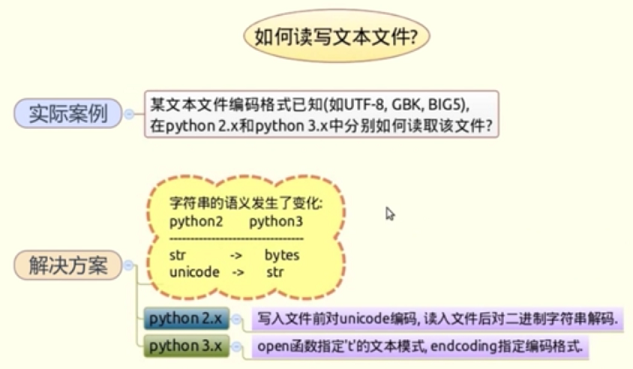 如何读写文本文件?
实际案例
某文本文件编码格式已知(如UTF-8, GBK, BIG5),
在python 2.x和python 3.x中分别如何读取该文件?
解决方案
字符串的语义发生了变化:
python2 python3
--------------------------------
str -> bytes
unicode -> str
python 2.x 写入文件前对unicode编码, 读入文件后对二进制字符串解码.
python 3.x open函数指定't'的文本模式, endcoding指定编码格式.